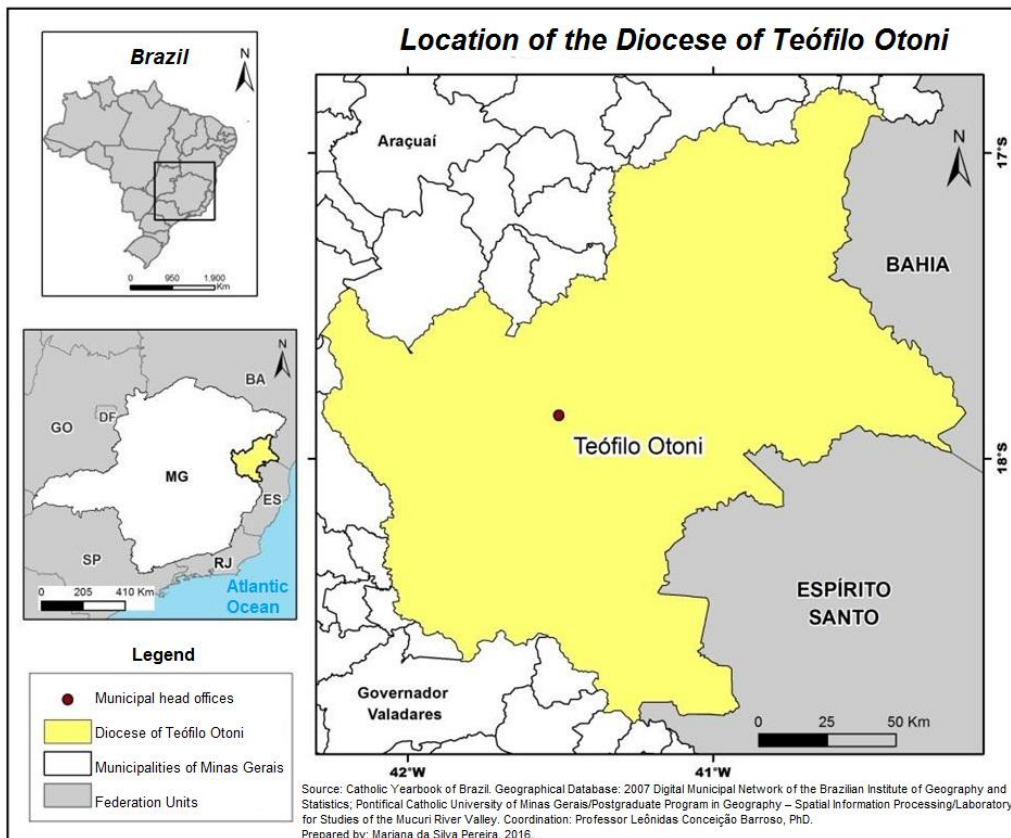 Location of the Diocese of Teófilo Otoni
Brazil
N
0 950 1.900
Km
N
BA
DF
GO
MG
ES
SP
RJ
Atlantic
Ocean
0 205 410 KM
Legend
Municipal head offices
Diocese of Teófilo Otoni
Municipalities of Minas Gerais
Federation Units
Araçuaí
N
17°S
BAHIA
Teófilo Otoni
18°S
ESPÍRITO
SANTO
Governador
Valadares
0 25 50 Km
42°W 41°W
Source: Catholic Yearbook of Brazil. Geographical Database: 2007 Digital Municipal Network of the Brazilian Institute of Geography and
Statistics; Pontifical Catholic University of Minas Gerais/Postgraduate Program in Geography – Spatial Information Processing/Laboratory
for Studies of the Mucuri River Valley. Coordination: Professor Leônidas Conceição Barroso, PhD.
Prepared by: Mariana da Silva Pereira, 2016.